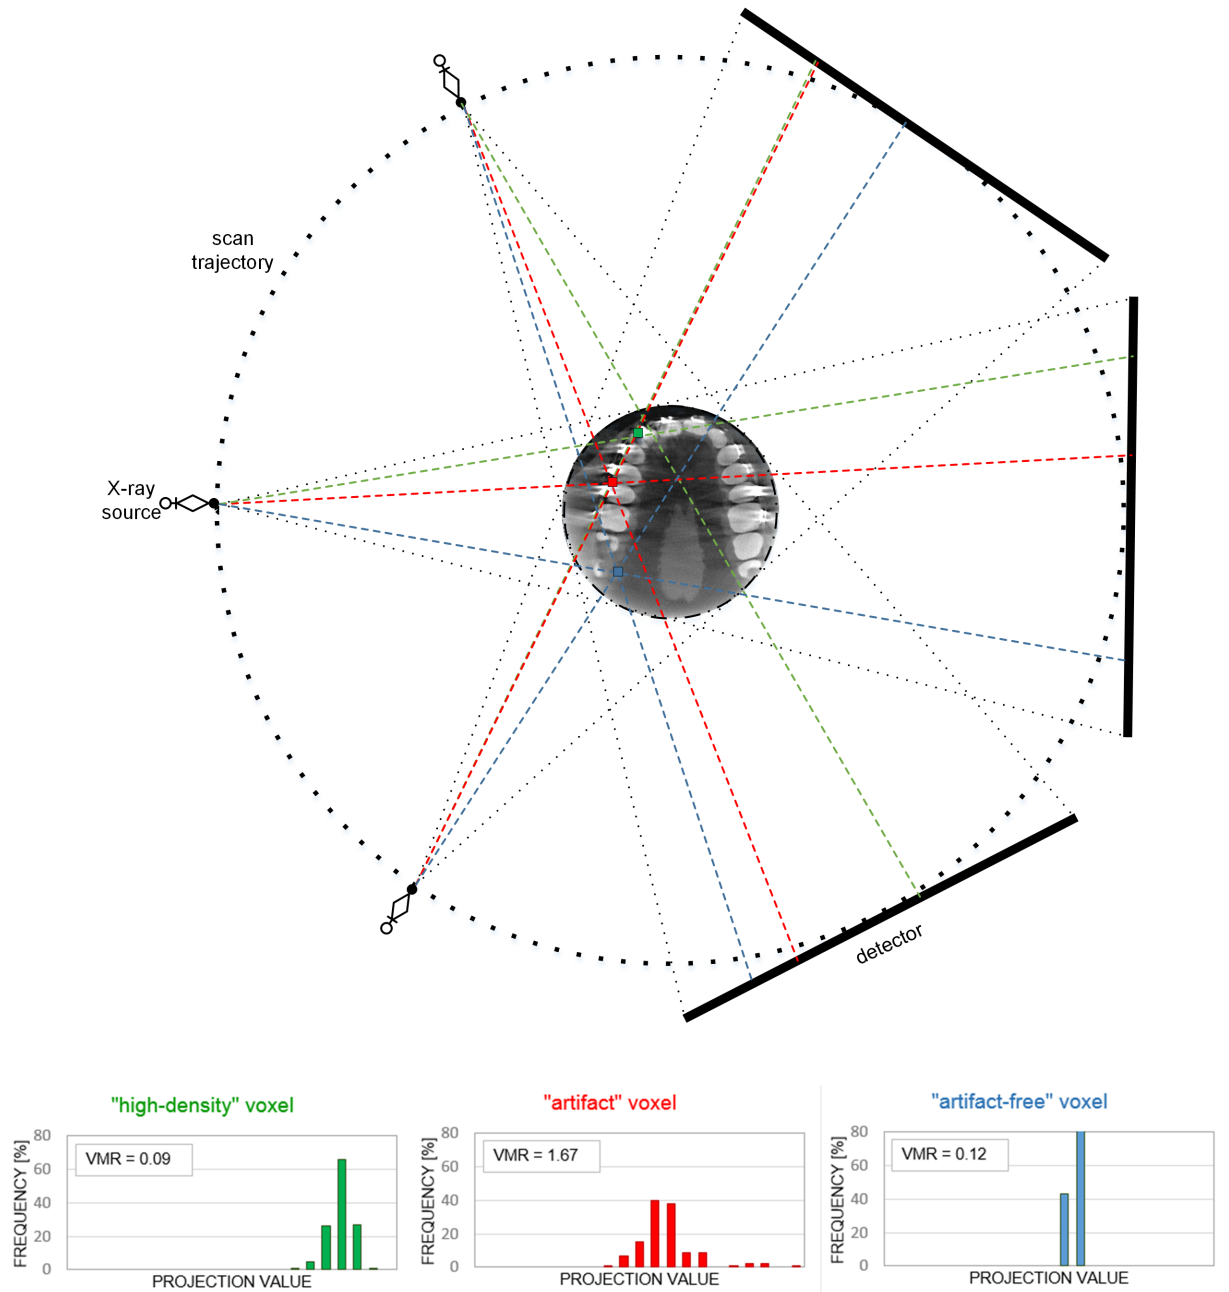 scan
trajectory
X-ray
source
detector
"high-density" voxel
FREQUENCY [%]
80
60
40
20
0
VMR = 0.09
PROJECTION VALUE
"artifact" voxel
FREQUENCY [%]
80
60
40
20
0
VMR = 1.67
PROJECTION VALUE
"artifact-free" voxel
FREQUENCY [%]
80
60
40
20
0
VMR = 0.12
PROJECTION VALUE